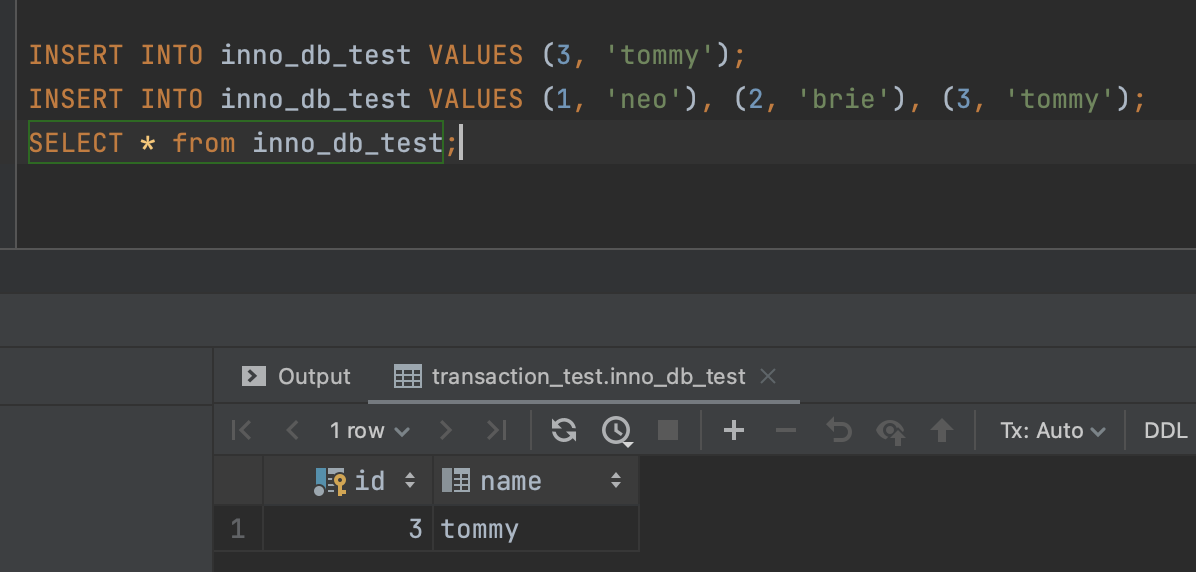 INSERT INTO inno_db_test VALUES (3, 'tommy');
INSERT INTO inno_db_test VALUES (1, 'neo'), (2, 'brie'), (3, 'tommy');
SELECT * from inno_db_test;
Output transaction_test.inno_db_test
1 row Tx: Auto DDL
id name
1 3 tommy